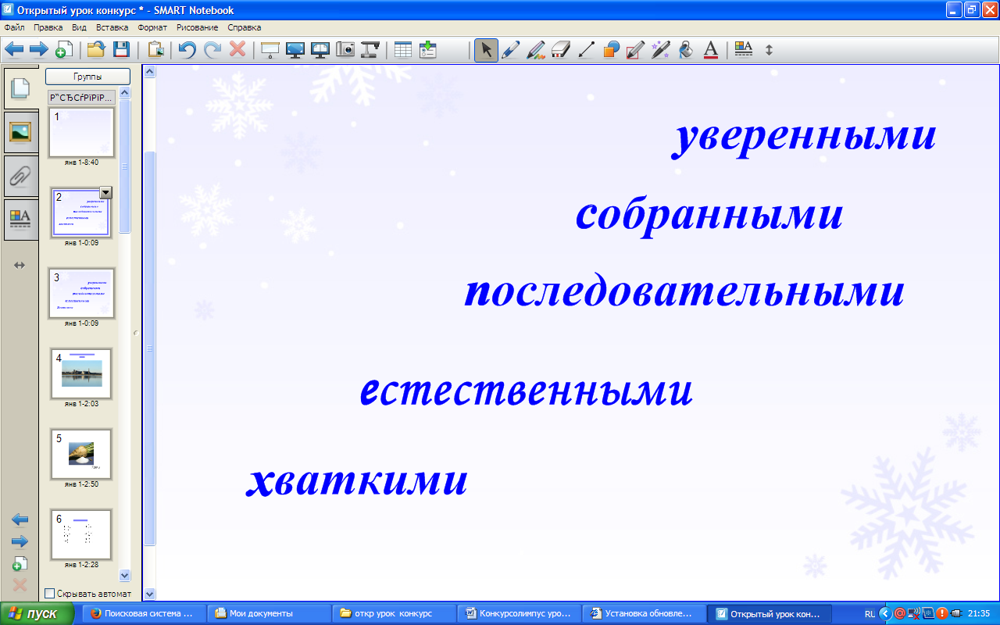 Открытый урок конкурс * - SMART Notebook
Файл Правка Вид Вставка Формат Рисование Справка
Группы
Р“СЂСѓРїРїР...
1
янв 1-8:40
2
янв 1-0:09
3
янв 1-0:09
4
янв 1-2:03
5
янв 1-2:50
6
янв 1-2:28
Скрывать автомат
уверенными
собранными
последовательными
естественными
хваткими
пуск
Поисковая система ...
Мои документы
откр урок конкурс
Конкурсолимпус уро...
Установка обновле...
Открытый урок кон...
RU
21:35